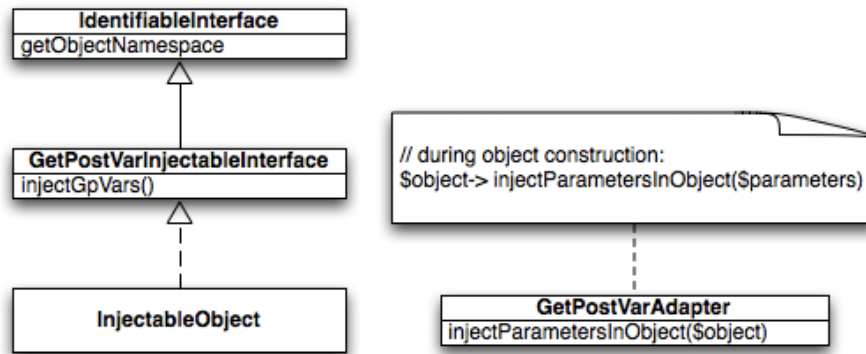 IdentifiableInterface
getObjectNamespace
GetPostVarInjectableInterface
injectGpVars()
InjectableObject
// during object construction:
$object-> injectParametersInObject($parameters)
GetPostVarAdapter
injectParametersInObject($object)